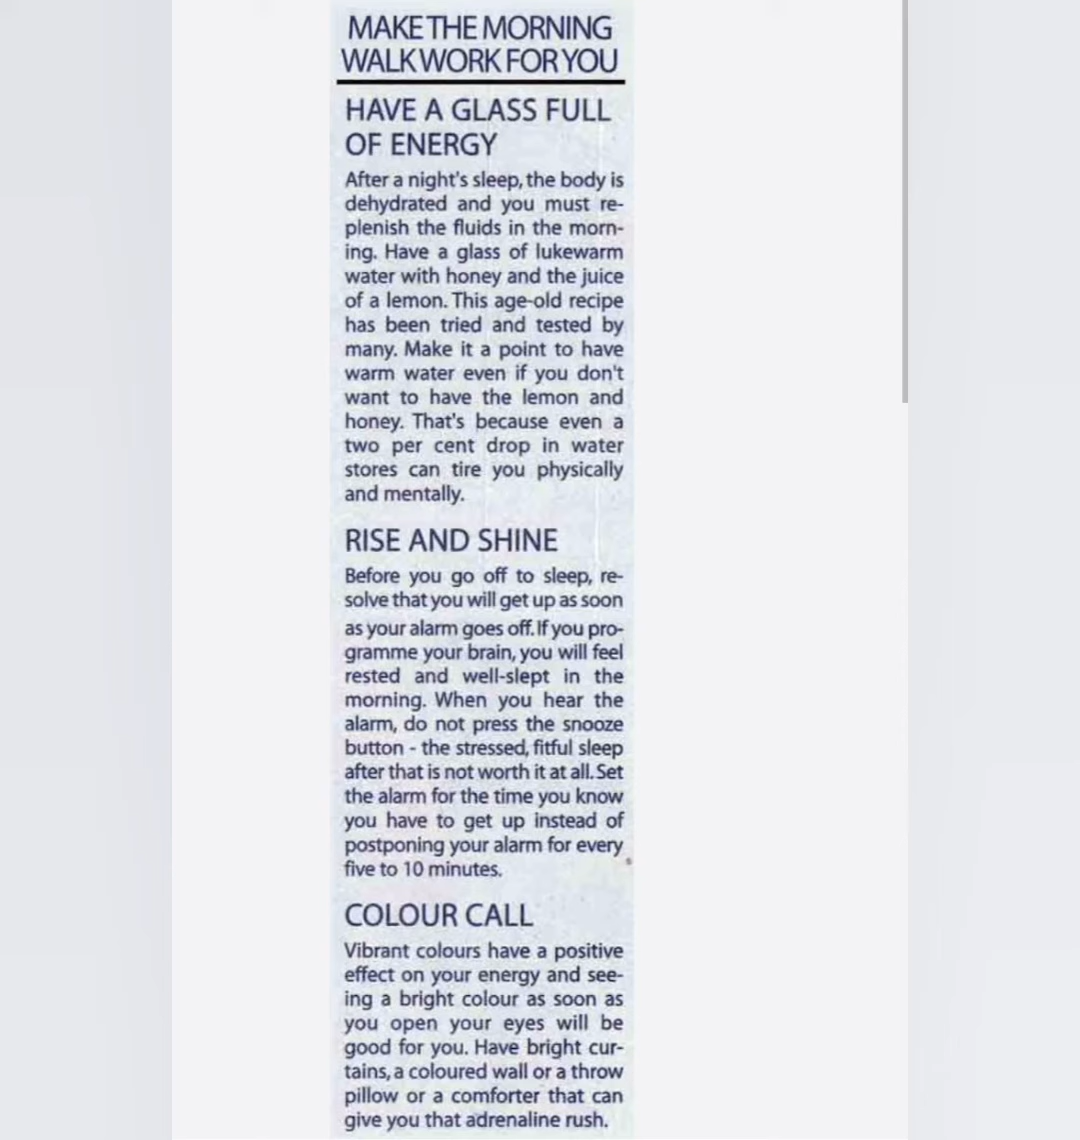 MAKE THE MORNING
WALK WORK FOR YOU
HAVE A GLASS FULL
OF ENERGY
After a night's sleep, the body is
dehydrated and you must re-
plenish the fluids in the morn-
ing. Have a glass of lukewarm
water with honey and the juice
of a lemon. This age-old recipe
has been tried and tested by
many. Make it a point to have
warm water even if you don't
want to have the lemon and
honey. That's because even a
two per cent drop in water
stores can tire you physically
and mentally.
RISE AND SHINE
Before you go off to sleep, re-
solve that you will get up as soon
as your alarm goes off. If you pro-
gramme your brain, you will feel
rested and well-slept in the
morning. When you hear the
alarm, do not press the snooze
button - the stressed, fitful sleep
after that is not worth it at all. Set
the alarm for the time you know
you have to get up instead of
postponing your alarm for every
five to 10 minutes.
COLOUR CALL
Vibrant colours have a positive
effect on your energy and see-
ing a bright colour as soon as
you open your eyes will be
good for you. Have bright cur-
tains, a coloured wall or a throw
pillow or a comforter that can
give you that adrenaline rush.